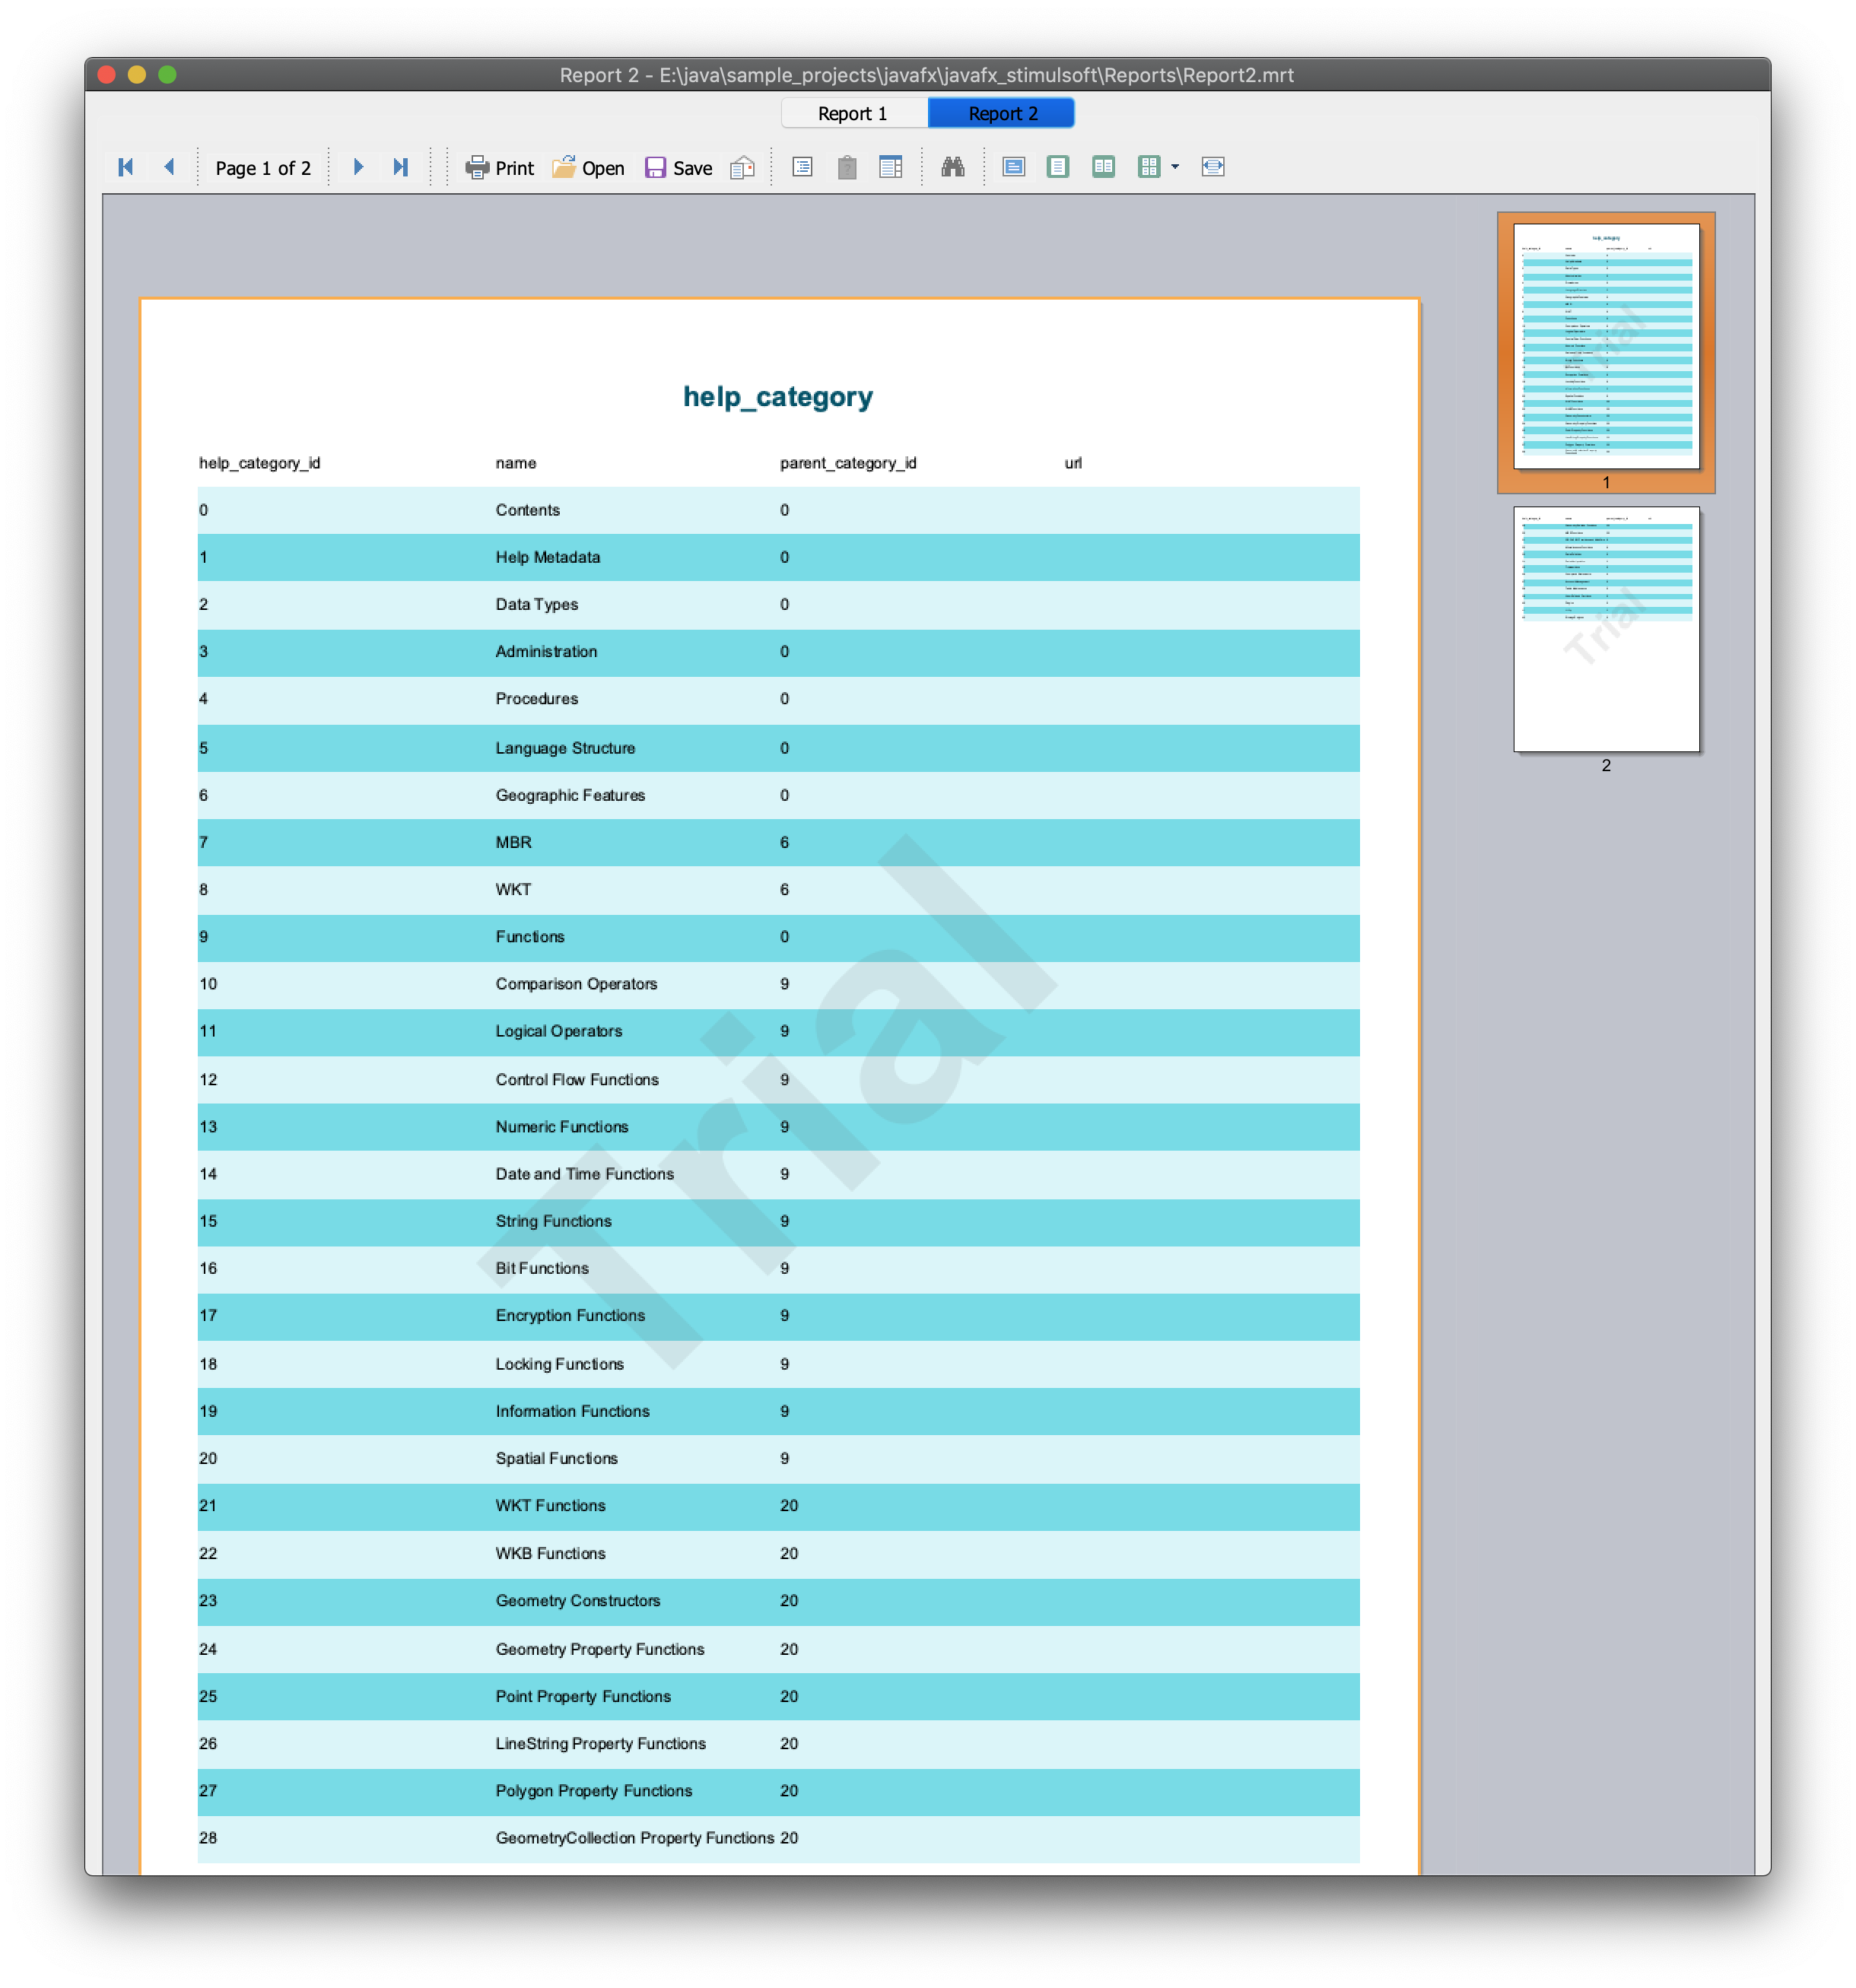 Report 2 - E:\java\sample_projects\javafx\javafx_stimulsoft\Reports\Report2.mrt
Report 1 Report 2
Page 1 of 2 Print Open Save
help_category
help_category_id name parent_category_id url
0 Contents 0
1 Help Metadata 0
2 Data Types 0
3 Administration 0
4 Procedures 0
5 Language Structure 0
6 Geographic Features 0
7 MBR 6
8 WKT 6
9 Functions 0
10 Comparison Operators 9
11 Logical Operators 9
12 Control Flow Functions 9
13 Numeric Functions 9
14 Date and Time Functions 9
15 String Functions 9
16 Bit Functions 9
17 Encryption Functions 9
18 Locking Functions 9
19 Information Functions 9
20 Spatial Functions 9
21 WKT Functions 20
22 WKB Functions 20
23 Geometry Constructors 20
24 Geometry Property Functions 20
25 Point Property Functions 20
26 LineString Property Functions 20
27 Polygon Property Functions 20
28 GeometryCollection Property Functions 20
Trial
help_category
Trial
1
Trial
2